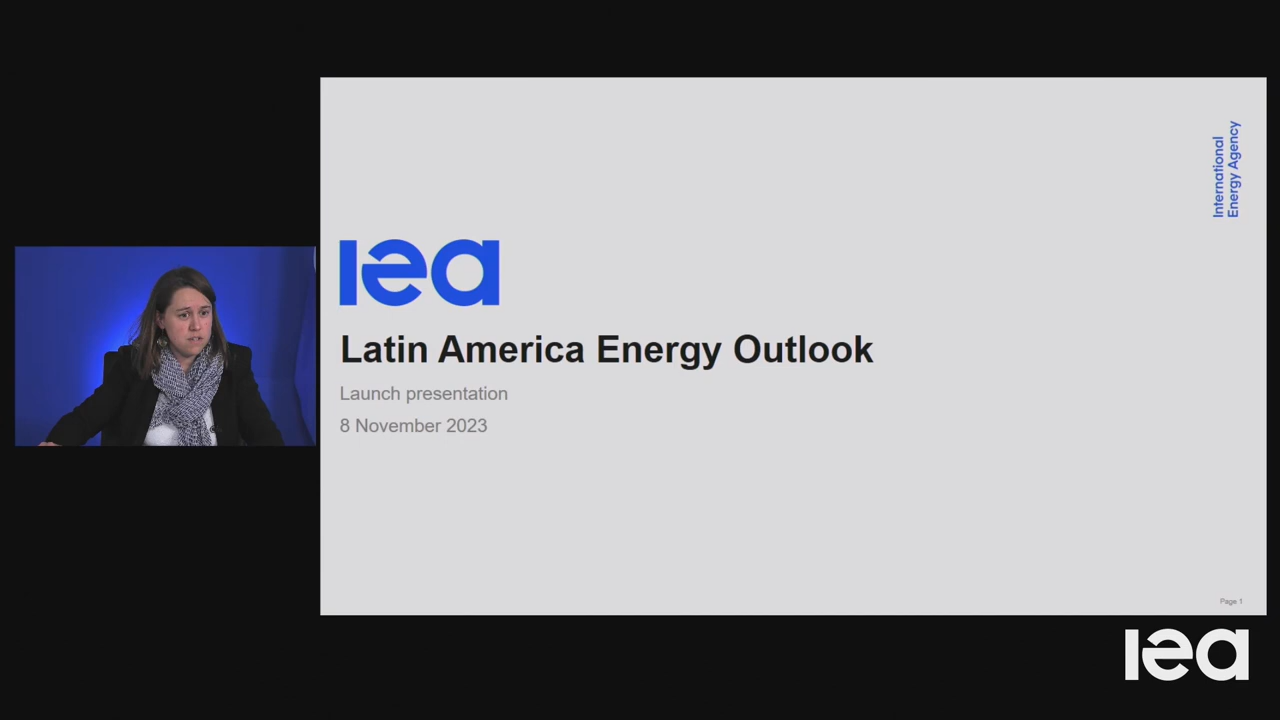 International
Energy Agency
iea
Latin America Energy Outlook
Launch presentation
8 November 2023
Page 1
iea